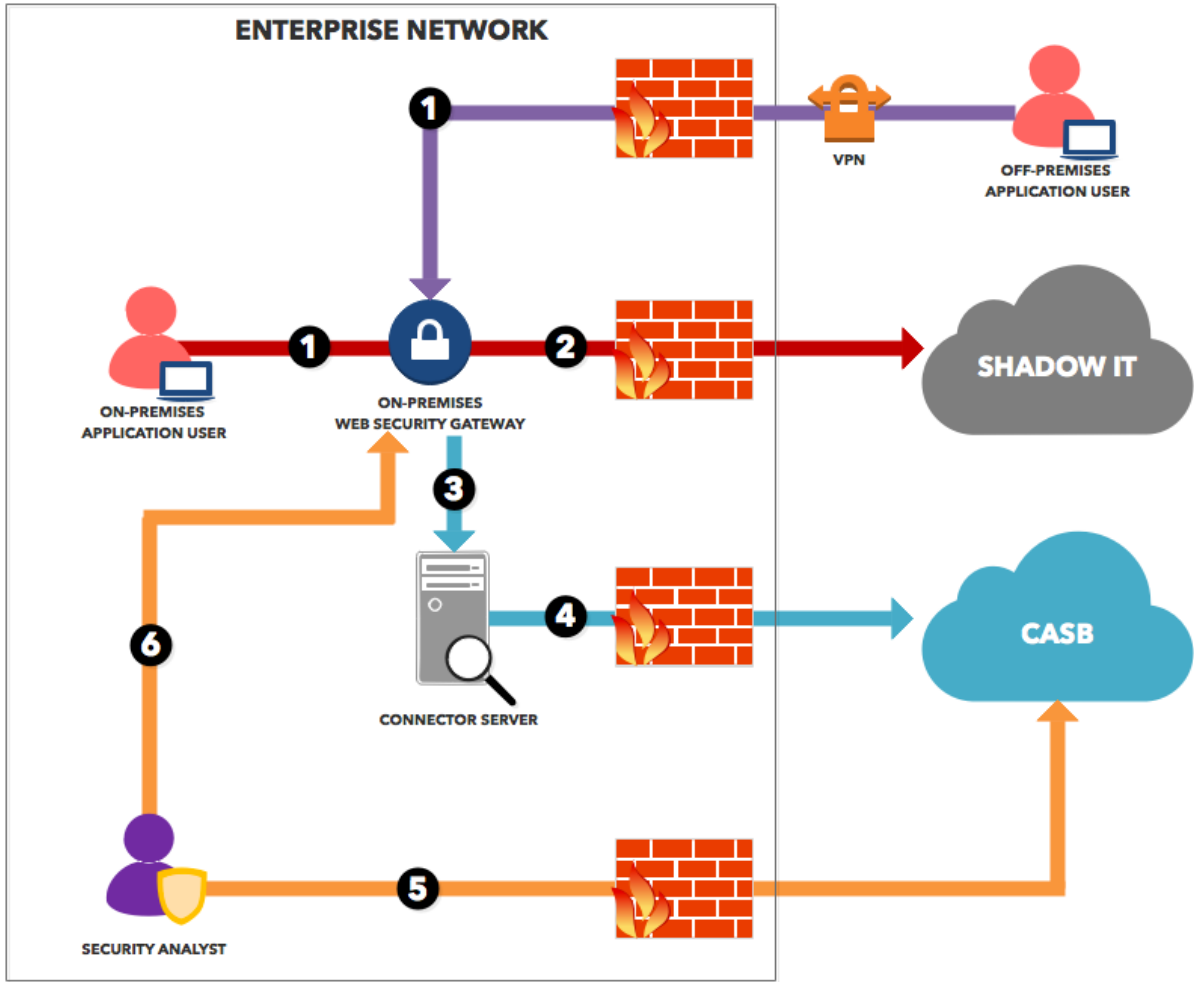 ENTERPRISE NETWORK
1
VPN
OFF-PREMISES
APPLICATION USER
1
2
SHADOW IT
ON-PREMISES
APPLICATION USER
ON-PREMISES
WEB SECURITY GATEWAY
3
4
CASB
CONNECTOR SERVER
6
5
SECURITY ANALYST